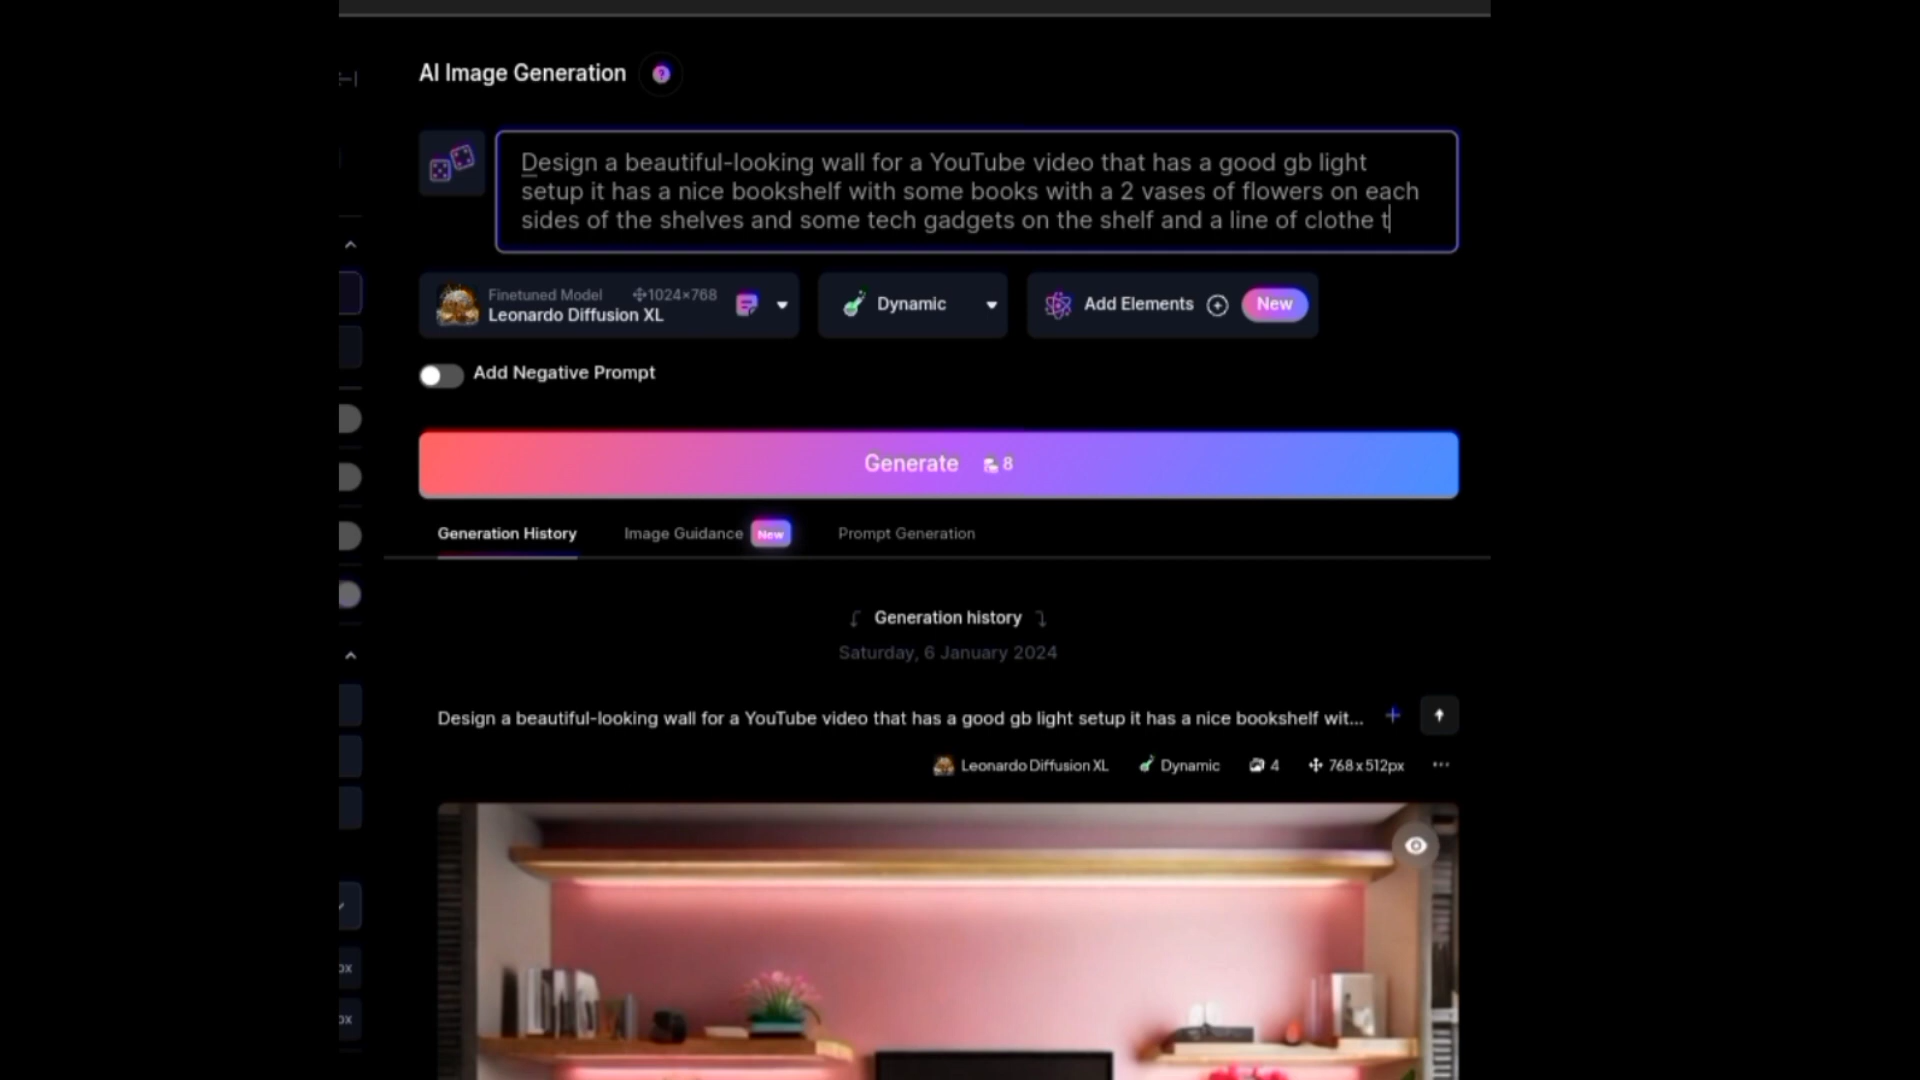 AI Image Generation
Design a beautiful-looking wall for a YouTube video that has a good gb light
setup it has a nice bookshelf with some books with a 2 vases of flowers on each
sides of the shelves and some tech gadgets on the shelf and a line of clothe t
Finetuned Model 1024×768
Leonardo Diffusion XL
Dynamic
Add Elements New
Add Negative Prompt
Generate 8
Generation History Image Guidance New Prompt Generation
Generation history
Saturday, 6 January 2024
Design a beautiful-looking wall for a YouTube video that has a good gb light setup it has a nice bookshelf wit...
Leonardo Diffusion XL Dynamic 4 768x512px
px
px